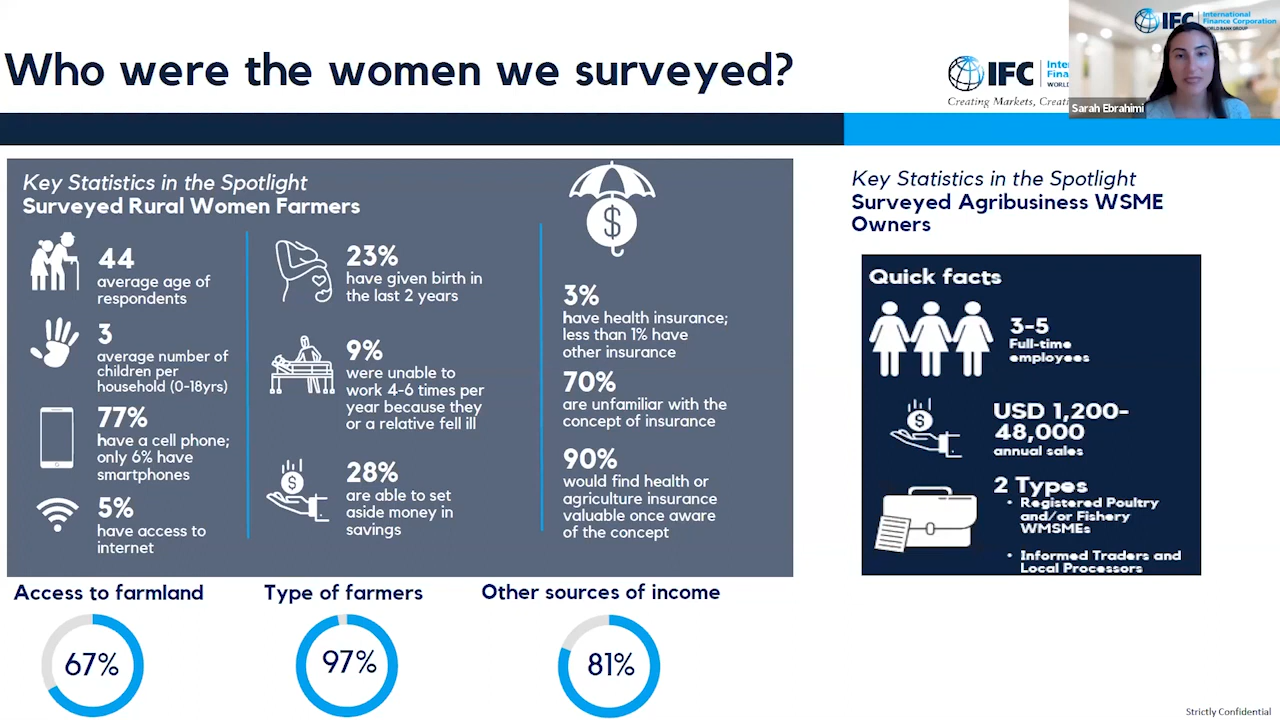 Who were the women we surveyed?
IFC
Creating Markets,
IFC
International
Finance Corporation
WORLD BANK GROUP
Sarah Ebrahimi
Key Statistics in the Spotlight
Surveyed Rural Women Farmers
44
average age of
respondents
3
average number of
children per
household (0-18yrs)
77%
have a cell phone;
only 6% have
smartphones
5%
have access to
internet
23%
have given birth in
the last 2 years
9%
were unable to
work 4-6 times per
year because they
or a relative fell ill
28%
are able to set
aside money in
savings
$
3%
have health insurance;
less than 1% have
other insurance
70%
are unfamiliar with the
concept of insurance
90%
would find health or
agriculture insurance
valuable once aware
of the concept
Key Statistics in the Spotlight
Surveyed Agribusiness WSME
Owners
Quick facts
3-5
Full-time
employees
USD 1,200-
48,000
annual sales
2 Types
• Registered Poultry
and/or Fishery
WMSMEs
• Informed Traders and
Local Processors
Access to farmland
67%
Type of farmers
97%
Other sources of income
81%
Strictly Confidential